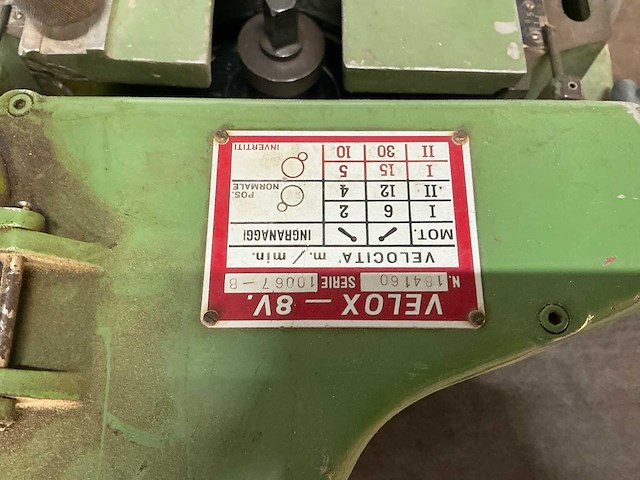 VELOX — 8V.
N. 184160 SERIE 10067-B
VELOCITA' m./min.
MOT. INGRANAGGI
I 6 2
II 12 4 POS. NORMALE
I 15 5
II 30 10 INVERTITI